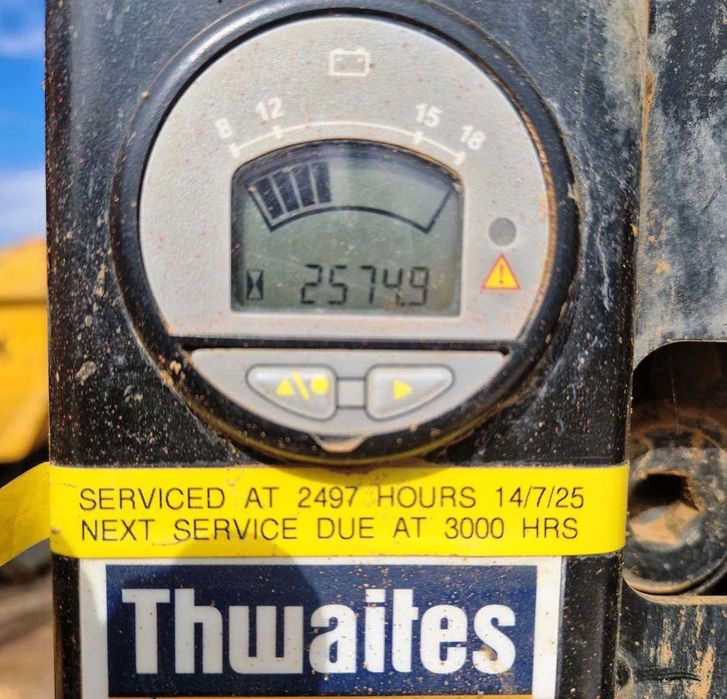 8 12 15 18
2574.9
SERVICED AT 2497 HOURS 14/7/25
NEXT SERVICE DUE AT 3000 HRS
Thwaites